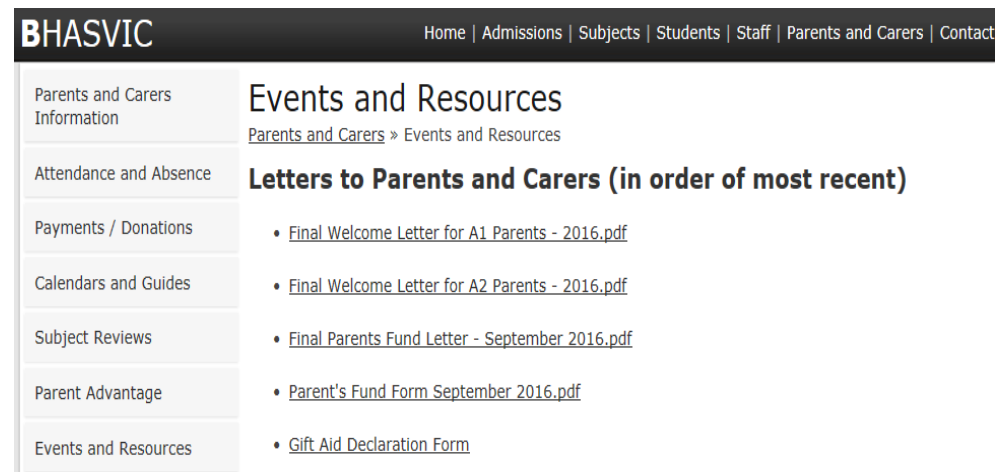 BHASVIC
Home | Admissions | Subjects | Students | Staff | Parents and Carers | Contact
Parents and Carers
Information
Attendance and Absence
Payments / Donations
Calendars and Guides
Subject Reviews
Parent Advantage
Events and Resources
Events and Resources
Parents and Carers » Events and Resources
Letters to Parents and Carers (in order of most recent)
• Final Welcome Letter for A1 Parents - 2016.pdf
• Final Welcome Letter for A2 Parents - 2016.pdf
• Final Parents Fund Letter - September 2016.pdf
• Parent's Fund Form September 2016.pdf
• Gift Aid Declaration Form